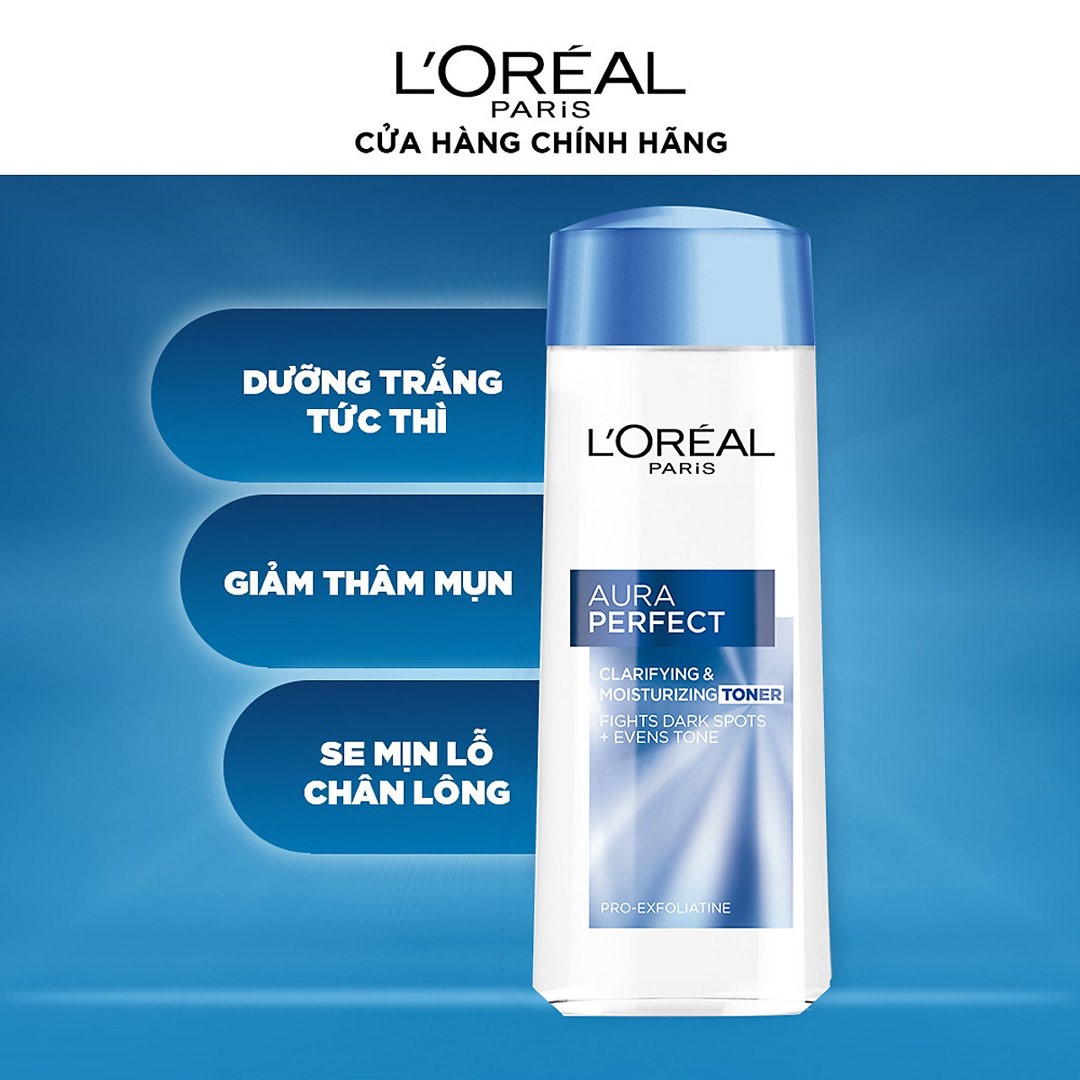 L'ORÉAL
PARiS
CỬA HÀNG CHÍNH HÃNG
DƯỠNG TRẮNG
TỨC THÌ
GIẢM THÂM MỤN
SE MỊN LỖ
CHÂN LÔNG
L'ORÉAL
PARiS
AURA
PERFECT
CLARIFYING &
MOISTURIZING TONER
FIGHTS DARK SPOTS
+ EVENS TONE
PRO-EXFOLIATINE